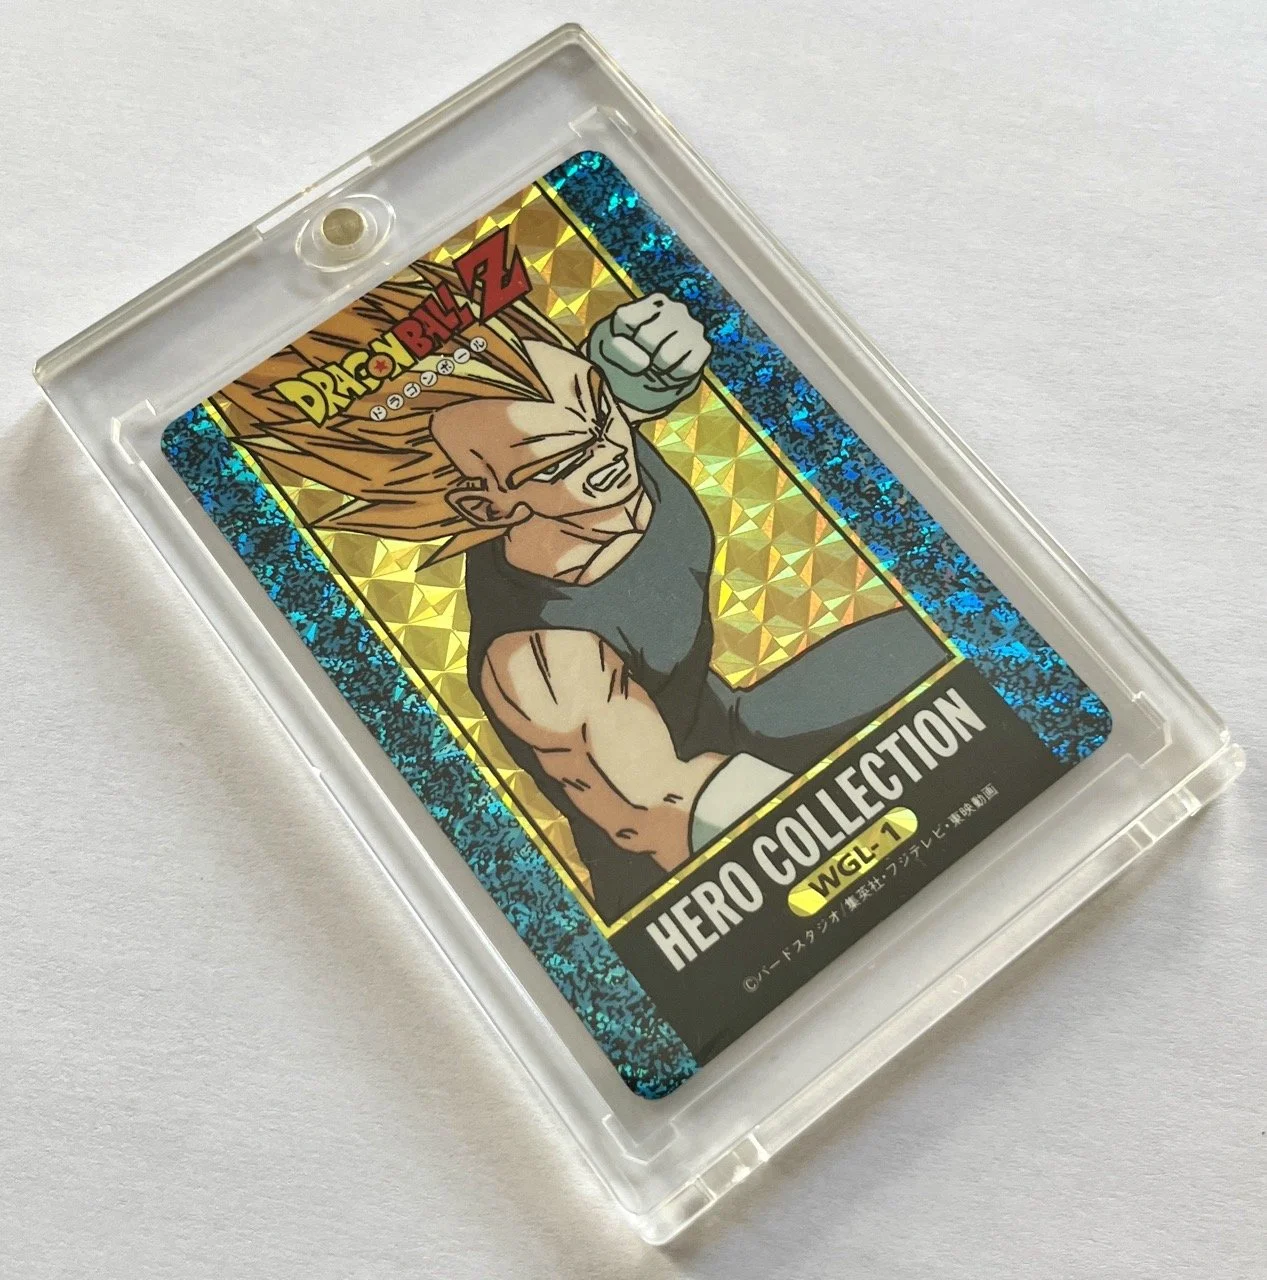 DRAGON BALL Z
ドラゴンボール
HERO COLLECTION
WGL-1
©バードスタジオ/集英社・フジテレビ・東映動画